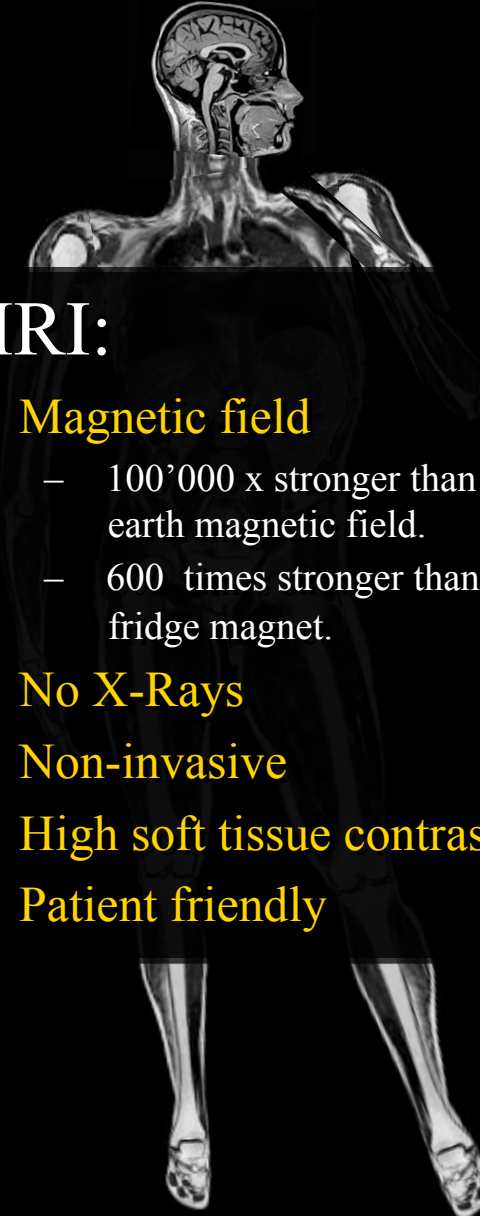 IRI:
Magnetic field
– 100’000 x stronger than
earth magnetic field.
– 600 times stronger than
fridge magnet.
No X-Rays
Non-invasive
High soft tissue contras
Patient friendly